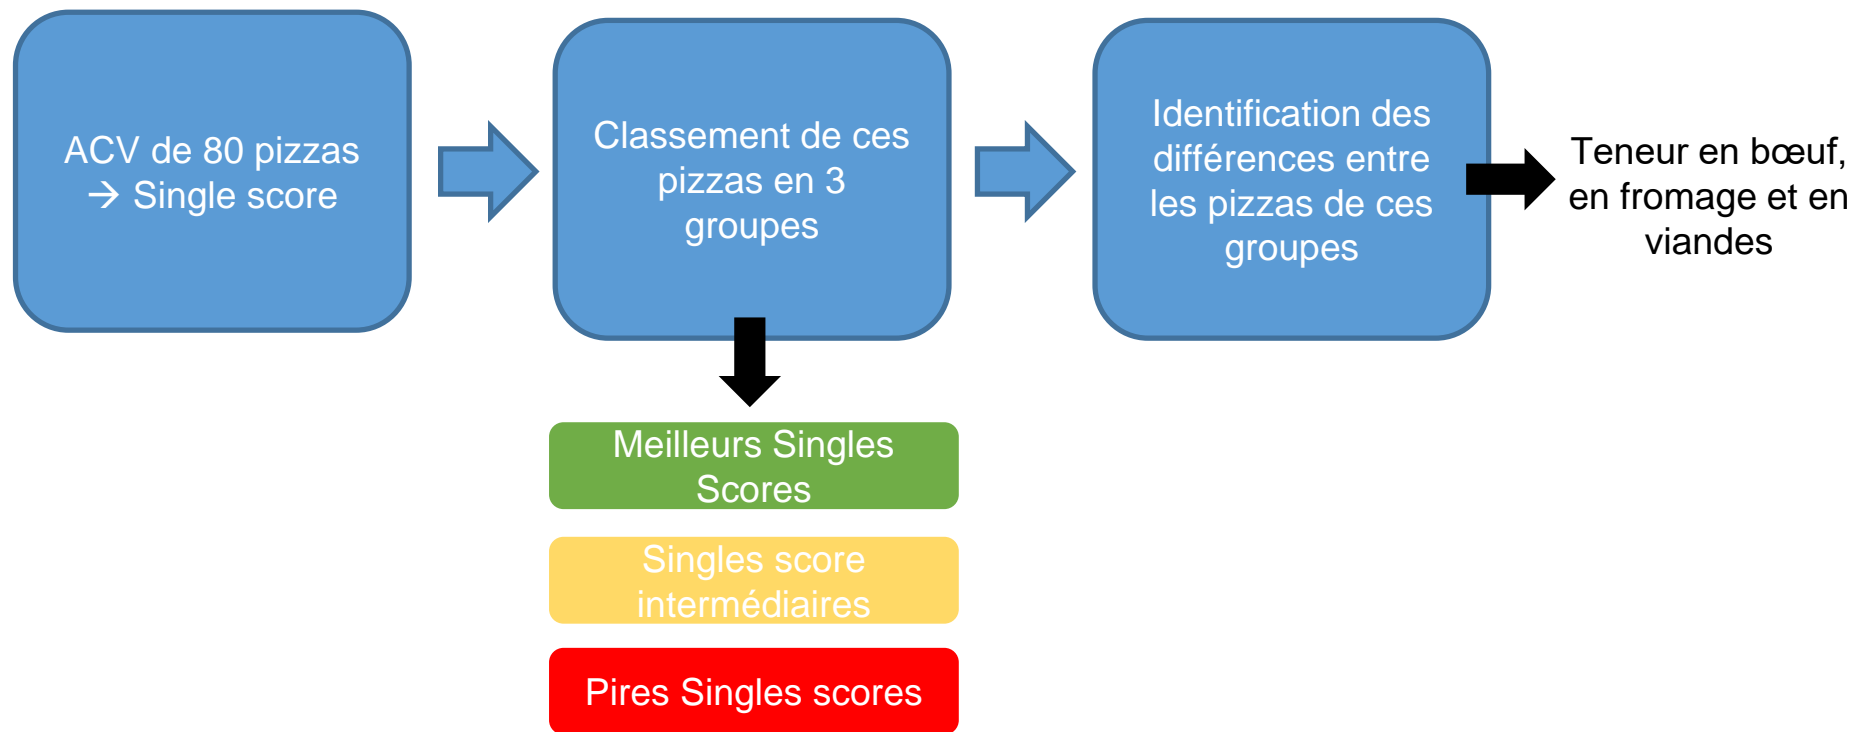 ACV de 80 pizzas
→ Single score
Classement de ces
pizzas en 3
groupes
Identification des
différences entre
les pizzas de ces
groupes
Teneur en bœuf,
en fromage et en
viandes
Meilleurs Singles
Scores
Singles score
intermédiaires
Pires Singles scores